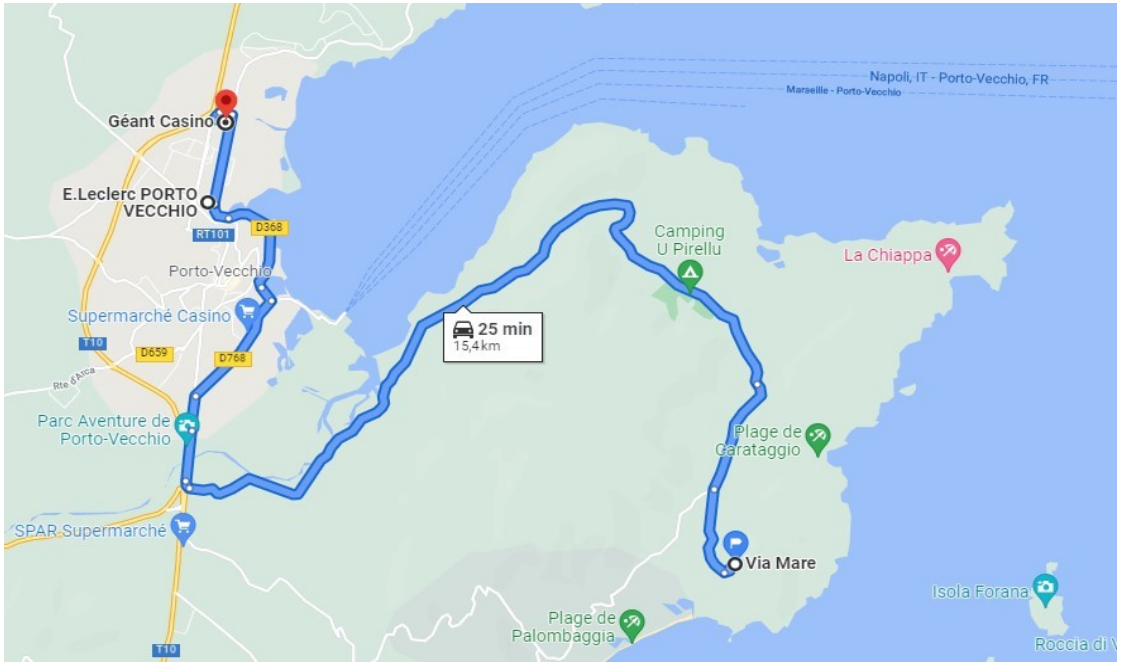 Napoli, IT - Porto-Vecchio, FR
Marseille - Porto-Vecchio
Géant Casino
E.Leclerc PORTO
VECCHIO
D368
RT101
Camping
U Pirellu
La Chiappa
Porto-Vecchio
Supermarché Casino
25 min
15,4 km
T10
D659
D768
Rte d'Arca
Parc Aventure de
Porto-Vecchio
Plage de
Carataggio
SPAR Supermarché
Via Mare
Isola Forana
Plage de
Palombaggia
Roccia di V
T10